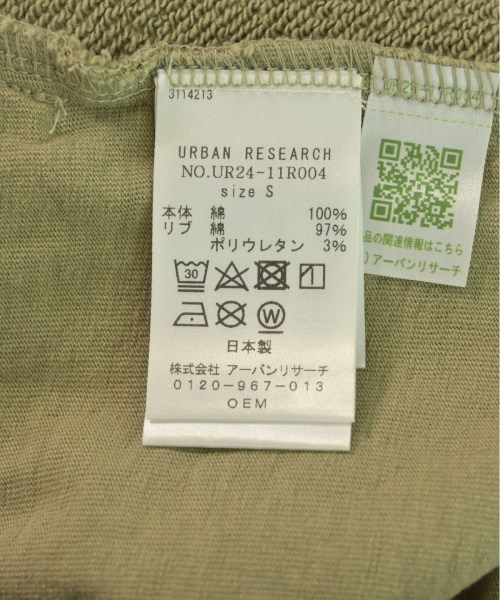 3114213
URBAN RESEARCH
NO.UR24-11R004
size S
本体 綿 100%
リブ 綿 97%
ポリウレタン 3%
30
W
日本製
株式会社 アーバンリサーチ
0120-967-013
OEM
品の関連情報はこちら
) アーバンリサーチ